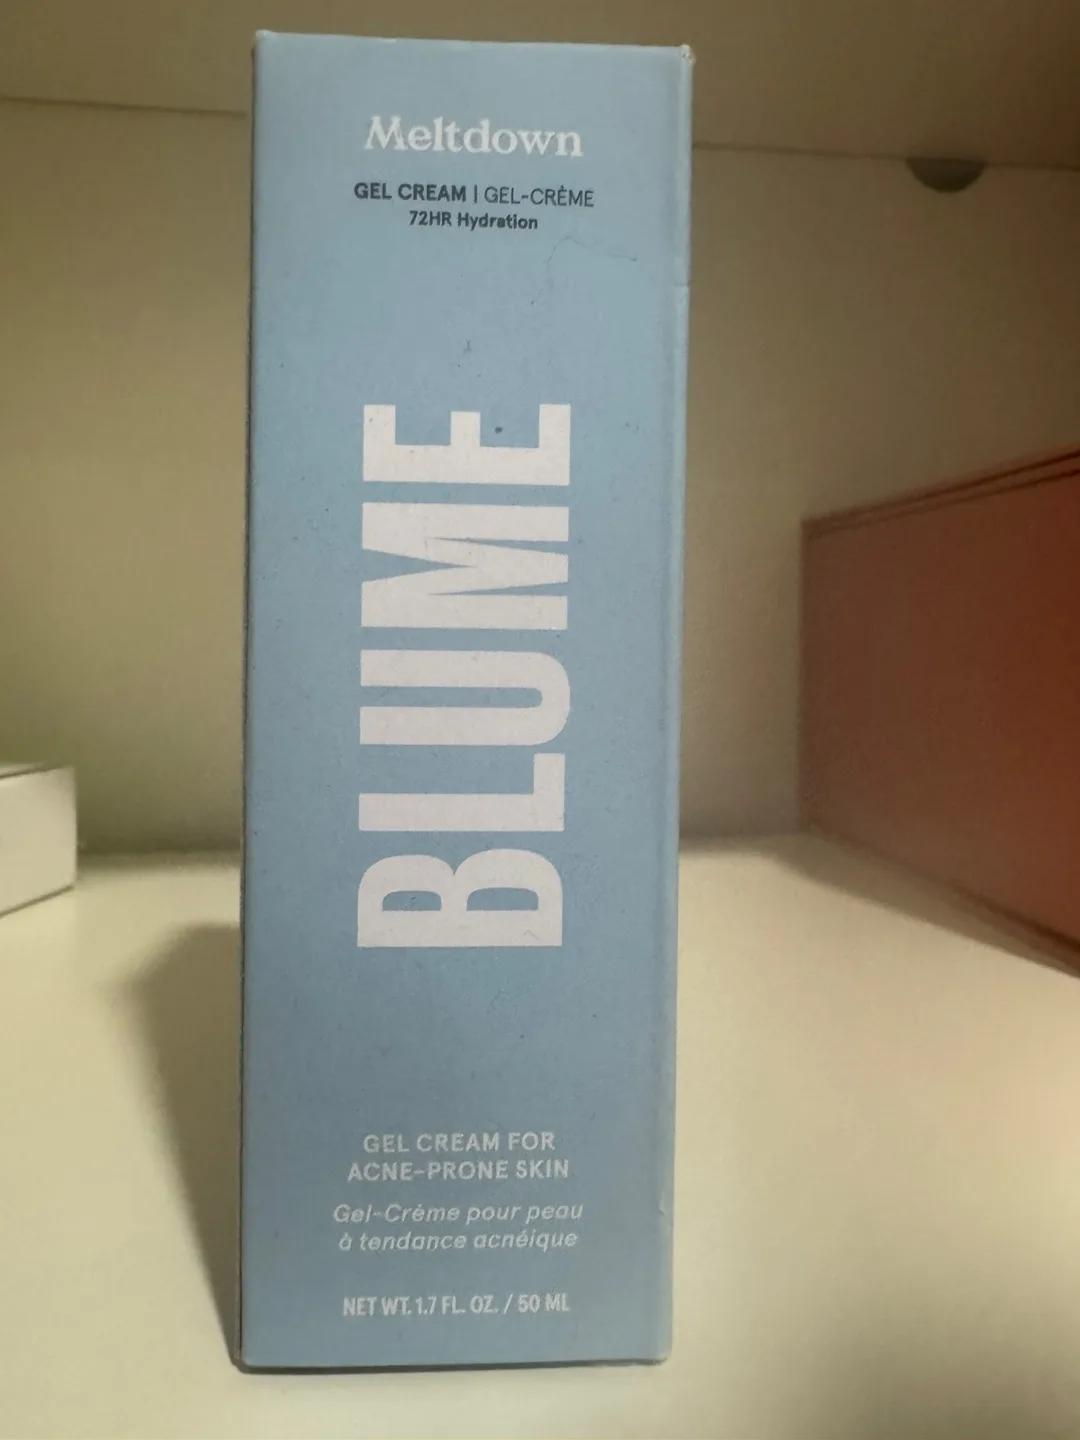 Meltdown
GEL CREAM | GEL-CRÈME
72HR Hydration
BLUME
GEL CREAM FOR
ACNE-PRONE SKIN
Gel-Crème pour peau
à tendance acnéique
NET WT. 1.7 FL. OZ. / 50 ML